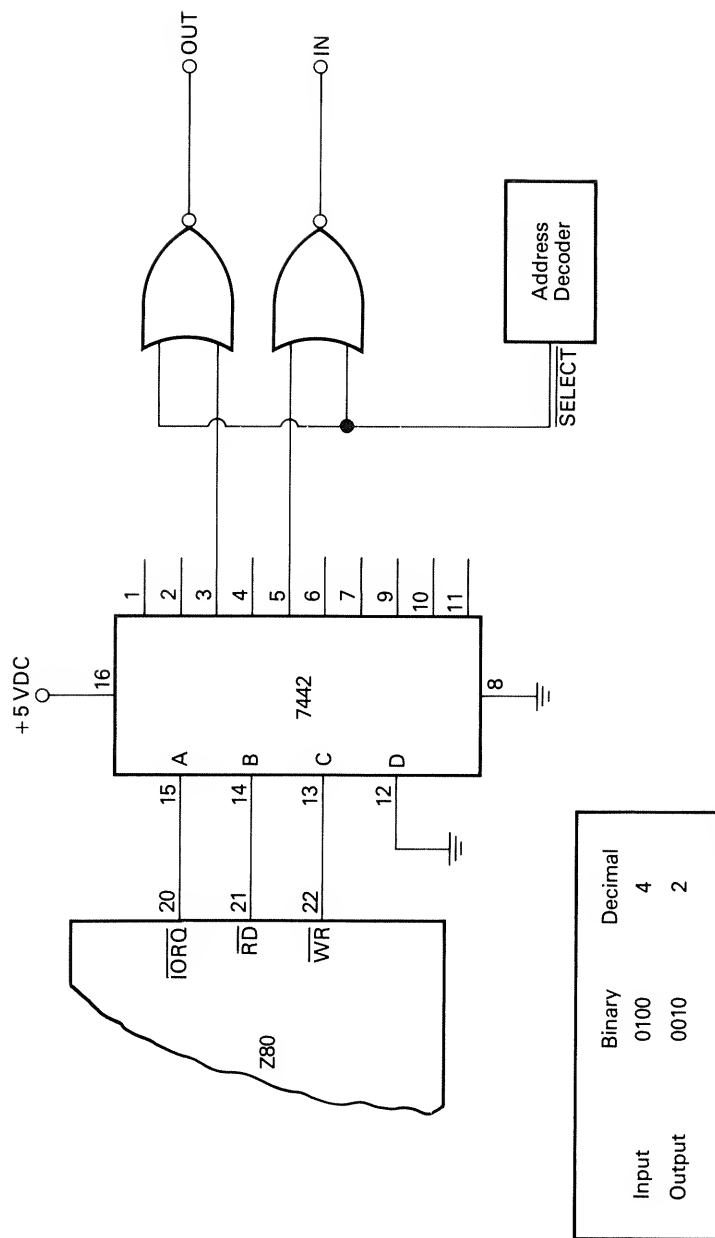 +5 VDC
16
Z80
IORQ
20
15
A
RD
21
14
B
WR
22
13
C
12
D
7442
8
1
2
3
4
5
6
7
9
10
11
OUT
IN
SELECT
Address
Decoder
Binary Decimal
Input 0100 4
Output 0010 2